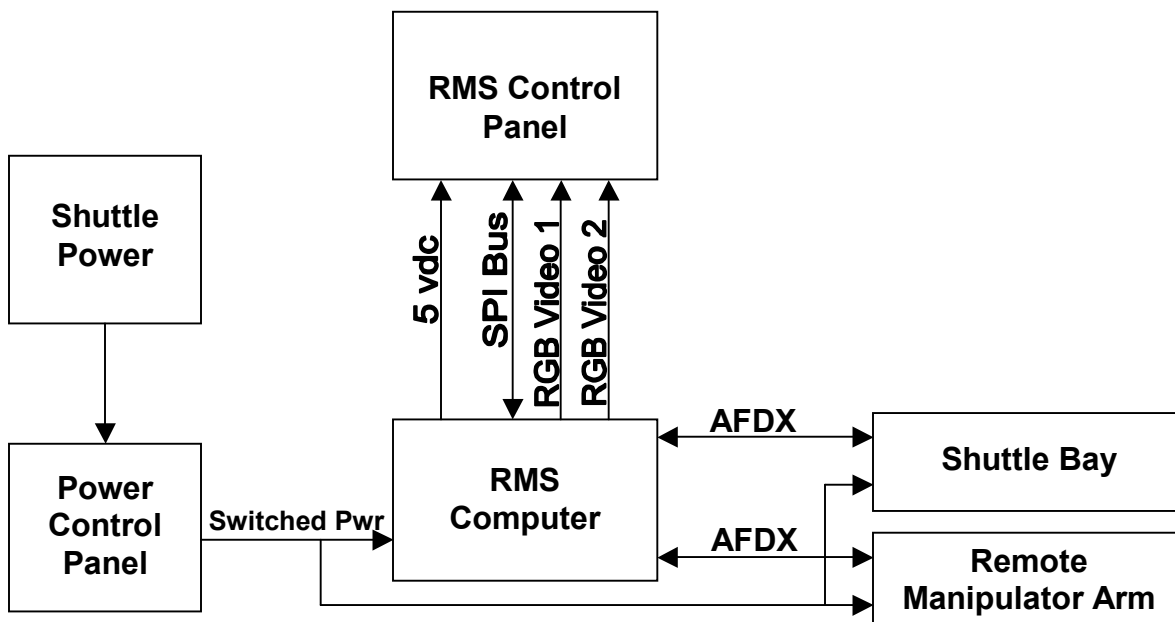 RMS Control
Panel
Shuttle
Power
5 vdc
SPI Bus
RGB Video 1
RGB Video 2
Power
Control
Panel
Switched Pwr
RMS
Computer
AFDX
Shuttle Bay
AFDX
Remote
Manipulator Arm